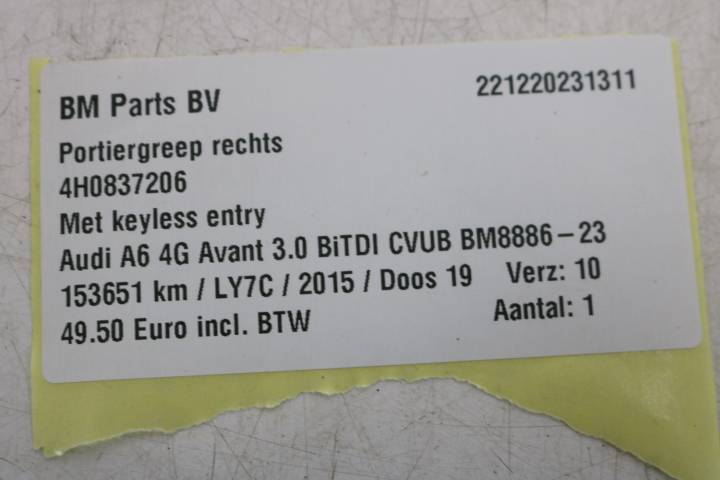 BM Parts BV 221220231311
Portiergreep rechts
4H0837206
Met keyless entry
Audi A6 4G Avant 3.0 BiTDI CVUB BM8886-23
153651 km / LY7C / 2015 / Doos 19 Verz: 10
49.50 Euro incl. BTW Aantal: 1